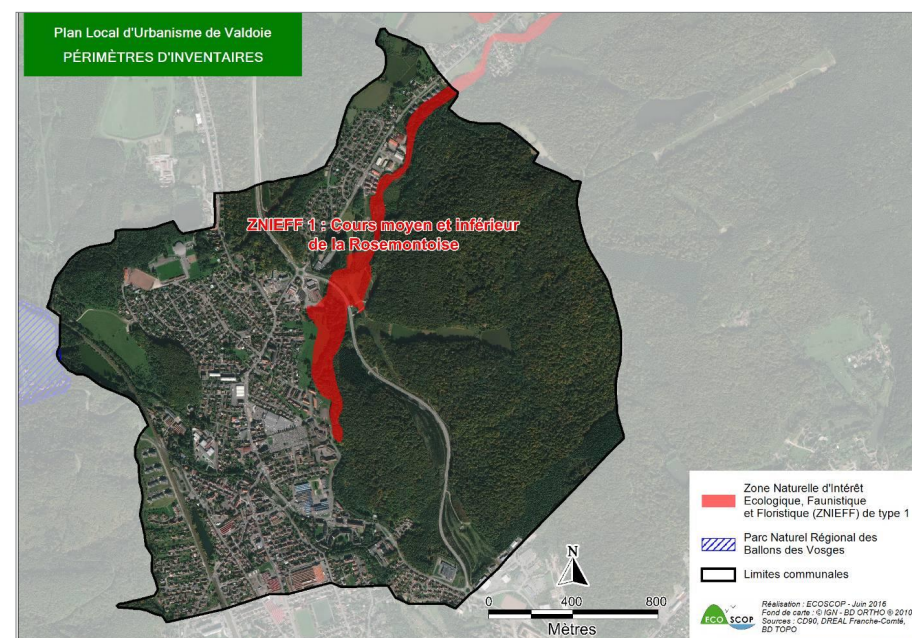 Plan Local d'Urbanisme de Valdoie
PÉRIMÈTRES D'INVENTAIRES
ZNIEFF 1 : Cours moyen et inférieur
de la Rosemontoise
Zone Naturelle d'Intérêt
Ecologique, Faunistique
et Floristique (ZNIEFF) de type 1
Parc Naturel Régional des
Ballons des Vosges
Limites communales
N
0 400 800
Mètres
ECO SCOP
Réalisation : ECOSCOP - Juin 2016
Fond de carte : © IGN - BD ORTHO ® 2010
Sources : CD90, DREAL Franche-Comté,
BD TOPO